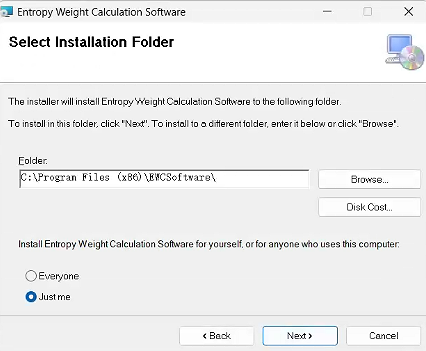 Entropy Weight Calculation Software
Select Installation Folder
The installer will install Entropy Weight Calculation Software to the following folder.
To install in this folder, click "Next". To install to a different folder, enter it below or click "Browse".
Folder:
C:\Program Files (x86)\EWCSoftware\
Browse...
Disk Cost...
Install Entropy Weight Calculation Software for yourself, or for anyone who uses this computer:
Everyone
Just me
< Back
Next >
Cancel